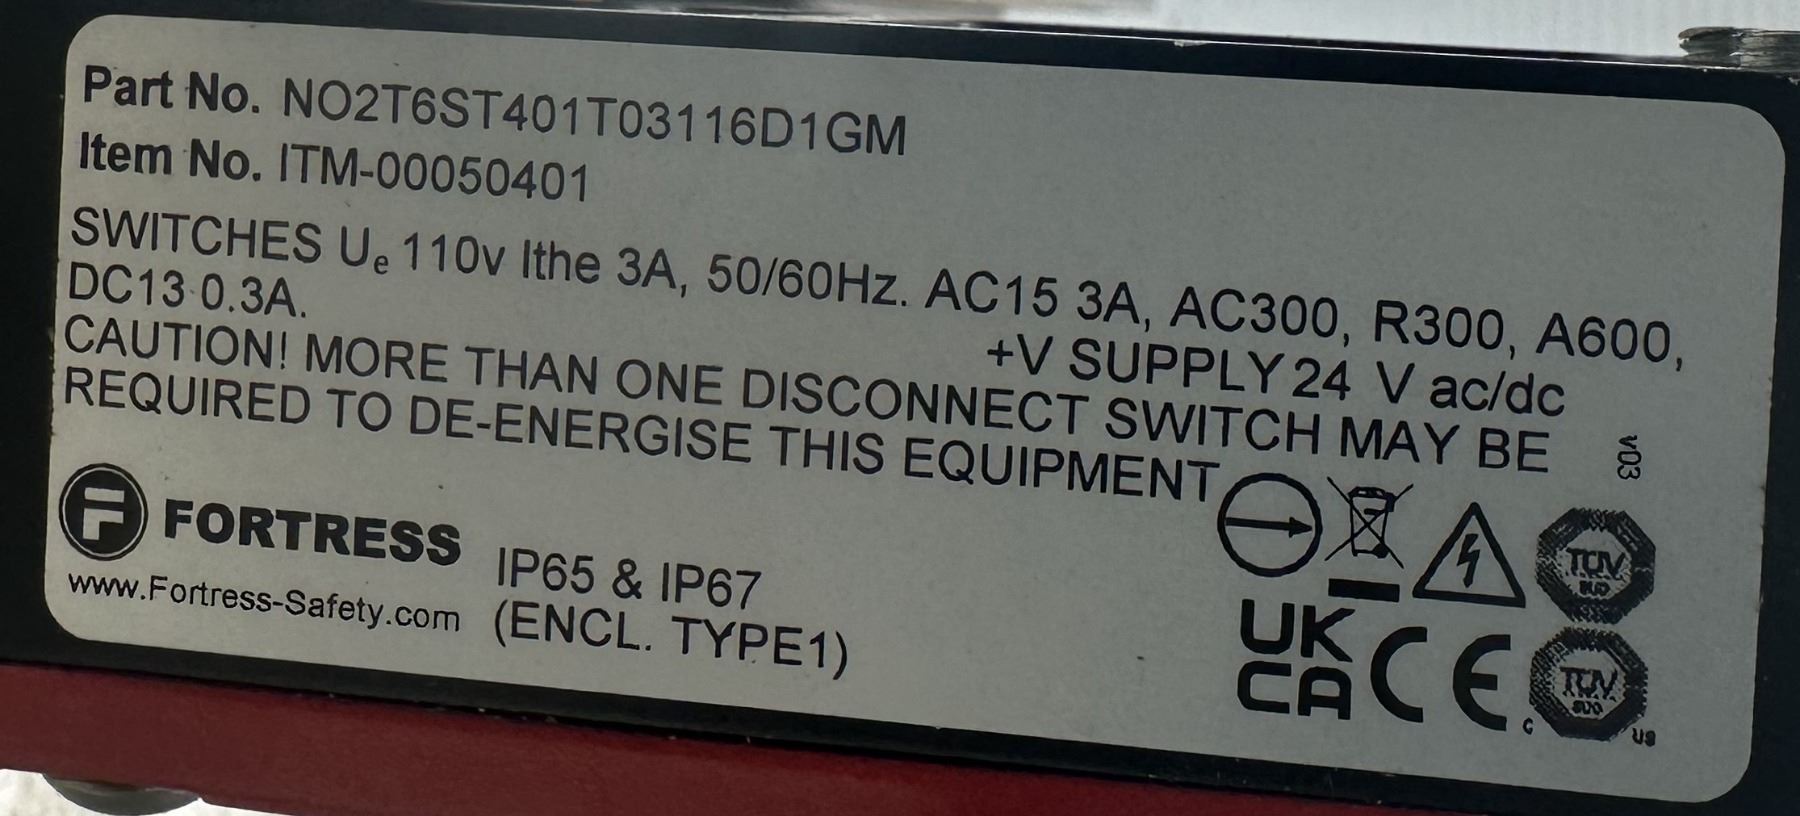 Part No. NO2T6ST401T03116D1GM
Item No. ITM-00050401
SWITCHES Ue 110v Ithe 3A, 50/60Hz. AC15 3A, AC300, R300, A600,
DC13 0.3A.
+V SUPPLY 24 V ac/dc
CAUTION! MORE THAN ONE DISCONNECT SWITCH MAY BE
REQUIRED TO DE-ENERGISE THIS EQUIPMENT
V03
F FORTRESS
www.Fortress-Safety.com
IP65 & IP67
(ENCL. TYPE1)
TÜV
SUD
UK
CA
CE
C
TÜV
SUD
US